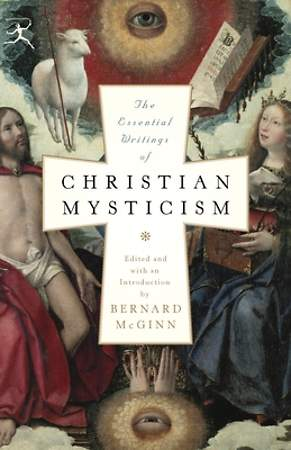 The
Essential
Writings
of
CHRISTIAN
MYSTICISM
Edited and
with an
Introduction
by
BERNARD
McGINN